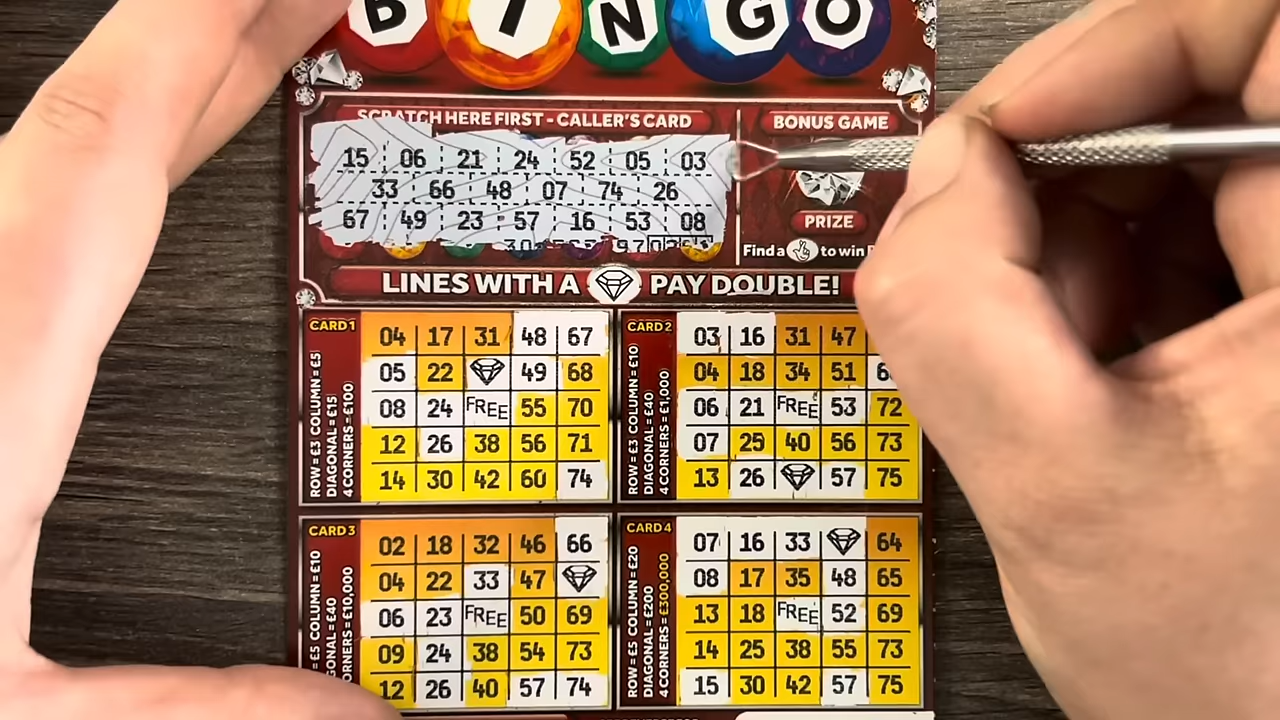 BINGO
SCRATCH HERE FIRST - CALLER'S CARD
15 06 21 24 52 05 03
33 66 48 07 74 26
67 49 23 57 16 53 08
BONUS GAME
PRIZE
Find a to win
LINES WITH A PAY DOUBLE!
CARD 1
ROW = £3 COLUMN = £5
DIAGONAL = £15
4 CORNERS = £100
04 17 31 48 67
05 22 49 68
08 24 FREE 55 70
12 26 38 56 71
14 30 42 60 74
CARD 2
ROW = £3 COLUMN = £10
DIAGONAL = £40
4 CORNERS = £1,000
03 16 31 47
04 18 34 51
06 21 FREE 53 72
07 25 40 56 73
13 26 57 75
CARD 3
= £5 COLUMN = £10
DIAGONAL = £40
CORNERS = £10,000
02 18 32 46 66
04 22 33 47
06 23 FREE 50 69
09 24 38 54 73
12 26 40 57 74
CARD 4
ROW = £5 COLUMN = £20
DIAGONAL = £200
4 CORNERS = £300,000
07 16 33 64
08 17 35 48 65
13 18 FREE 52 69
14 25 38 55 73
15 30 42 57 75